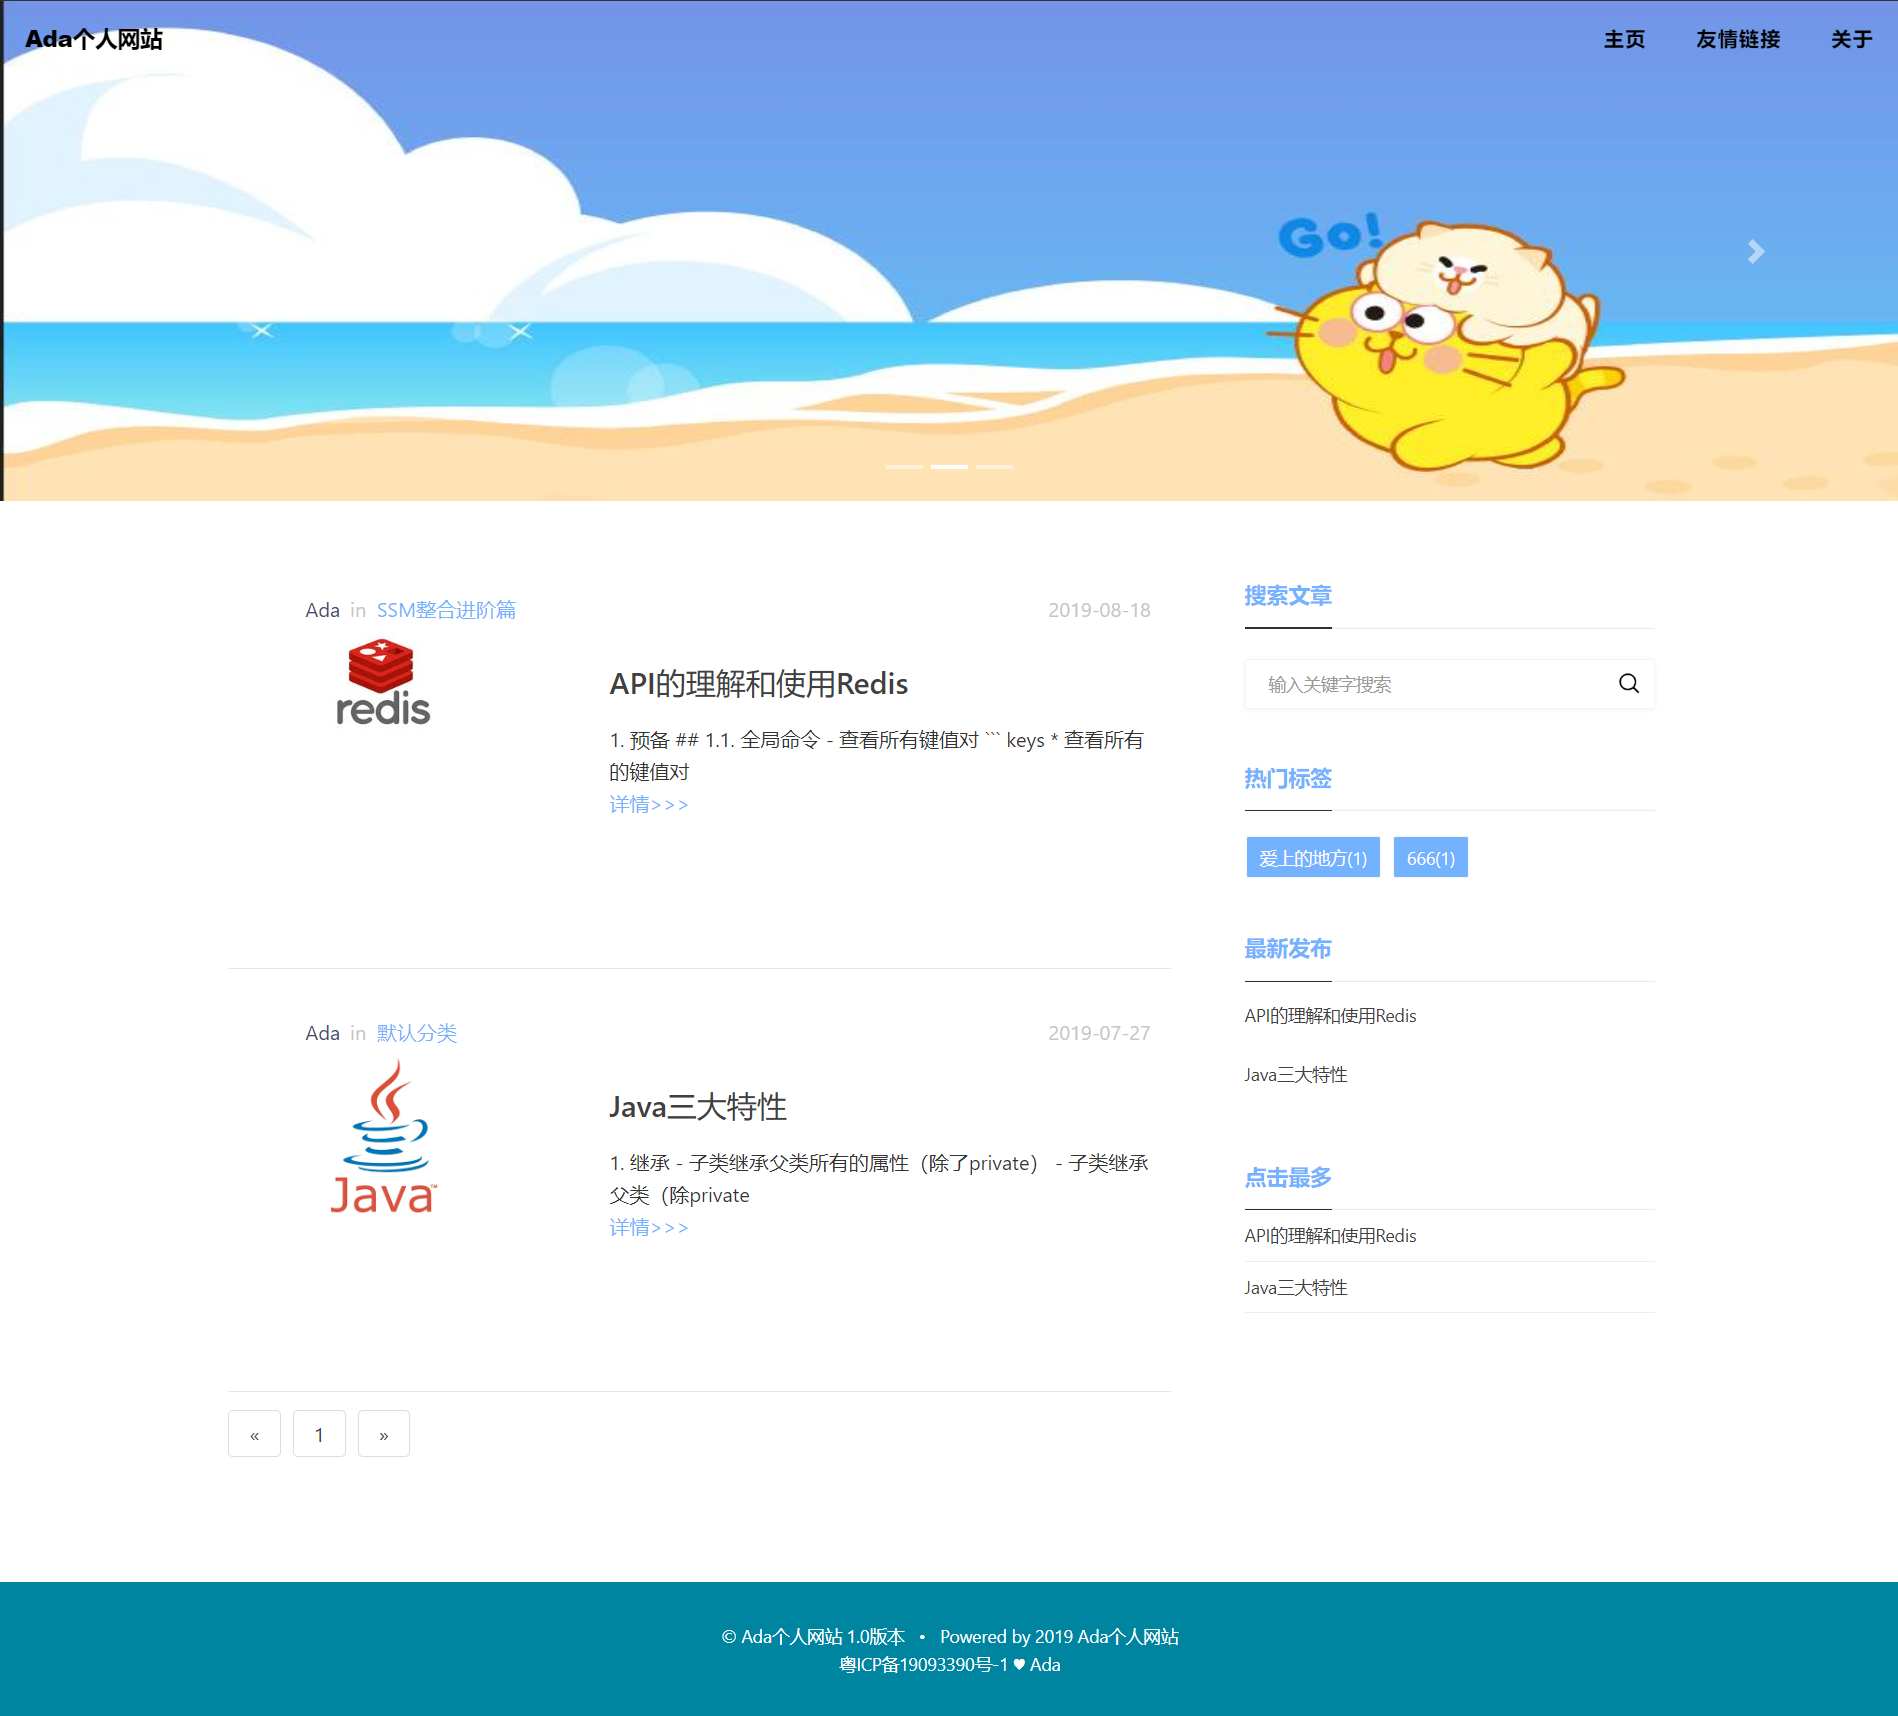 Ada个人网站
主页 友情链接 关于
Go!
Ada in SSM整合进阶篇 2019-08-18
redis
API的理解和使用Redis
1. 预备 ## 1.1. 全局命令 - 查看所有键值对 ``` keys * 查看所有
的键值对
详情>>>
Ada in 默认分类 2019-07-27
Java™
Java三大特性
1. 继承 - 子类继承父类所有的属性（除了private） - 子类继承
父类（除private
详情>>>
« 1 »
搜索文章
输入关键字搜索
热门标签
爱上的地方(1) 666(1)
最新发布
API的理解和使用Redis
Java三大特性
点击最多
API的理解和使用Redis
Java三大特性
© Ada个人网站 1.0版本 • Powered by 2019 Ada个人网站
粤ICP备19093390号-1 ♥ Ada